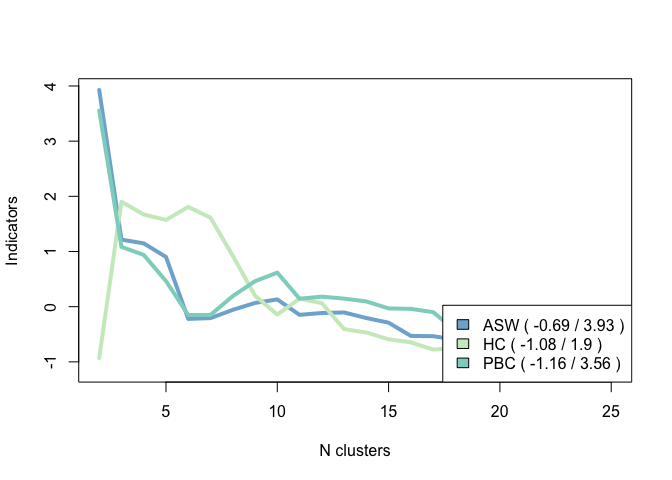 4
3
2
1
0
-1
Indicators
ASW ( -0.69 / 3.93 )
HC ( -1.08 / 1.9 )
PBC ( -1.16 / 3.56 )
5 10 15 20 25
N clusters